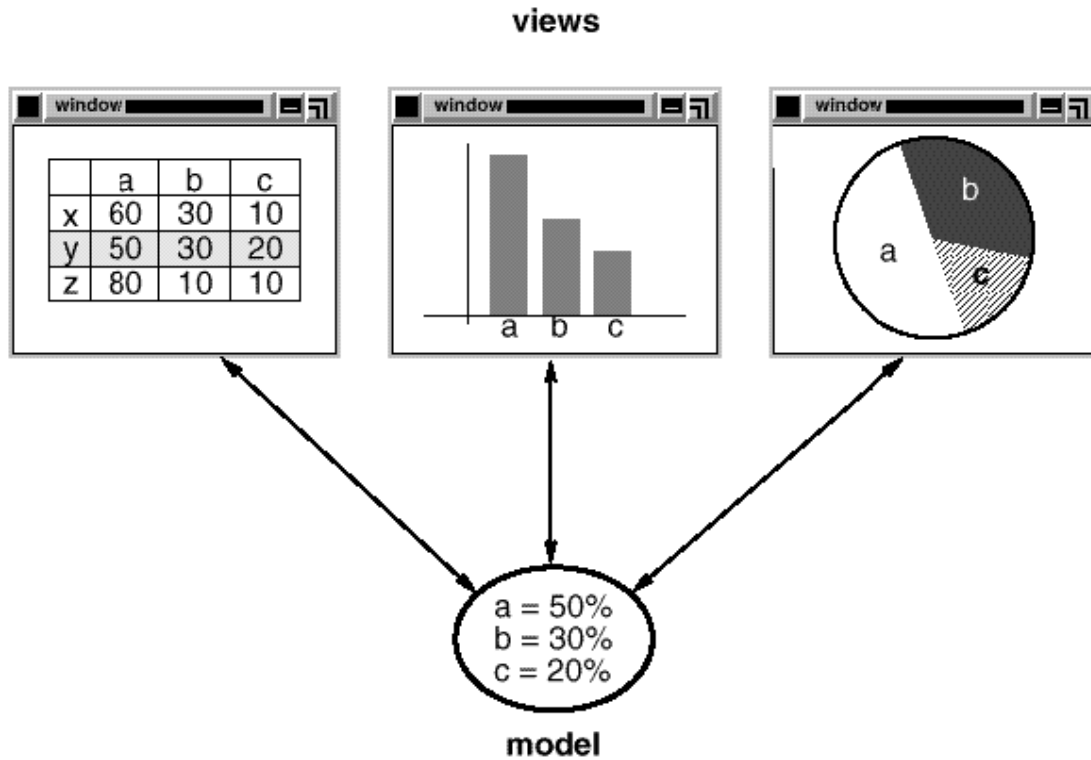 views
window
window
window
a b c
x 60 30 10
y 50 30 20
z 80 10 10
a b c
a
b
c
a = 50%
b = 30%
c = 20%
model